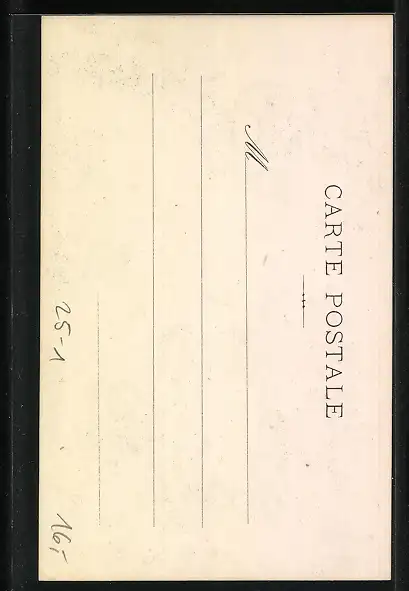 CARTE POSTALE
M
25-1
16,-